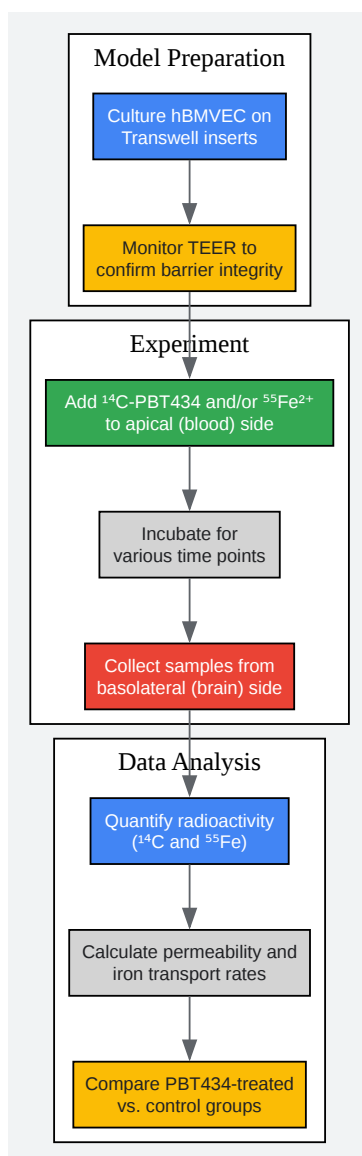 Model Preparation
Culture hBMVEC on
Transwell inserts
Monitor TEER to
confirm barrier integrity
Experiment
Add ¹⁴C-PBT434 and/or ⁵⁵Fe²⁺
to apical (blood) side
Incubate for
various time points
Collect samples from
basolateral (brain) side
Data Analysis
Quantify radioactivity
(¹⁴C and ⁵⁵Fe)
Calculate permeability and
iron transport rates
Compare PBT434-treated
vs. control groups